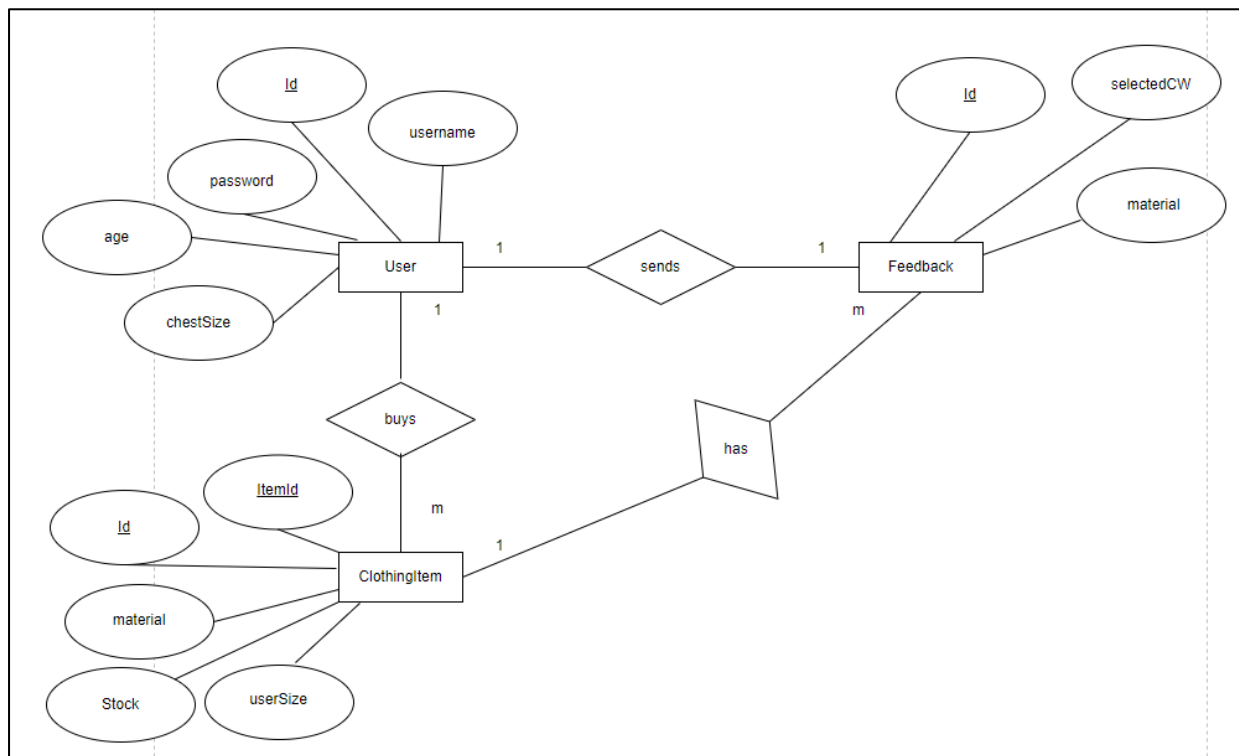 Id
selectedCW
Id
username
password
material
age
1
1
User
sends
Feedback
1
m
chestSize
buys
has
ItemId
m
Id
1
ClothingItem
material
userSize
Stock